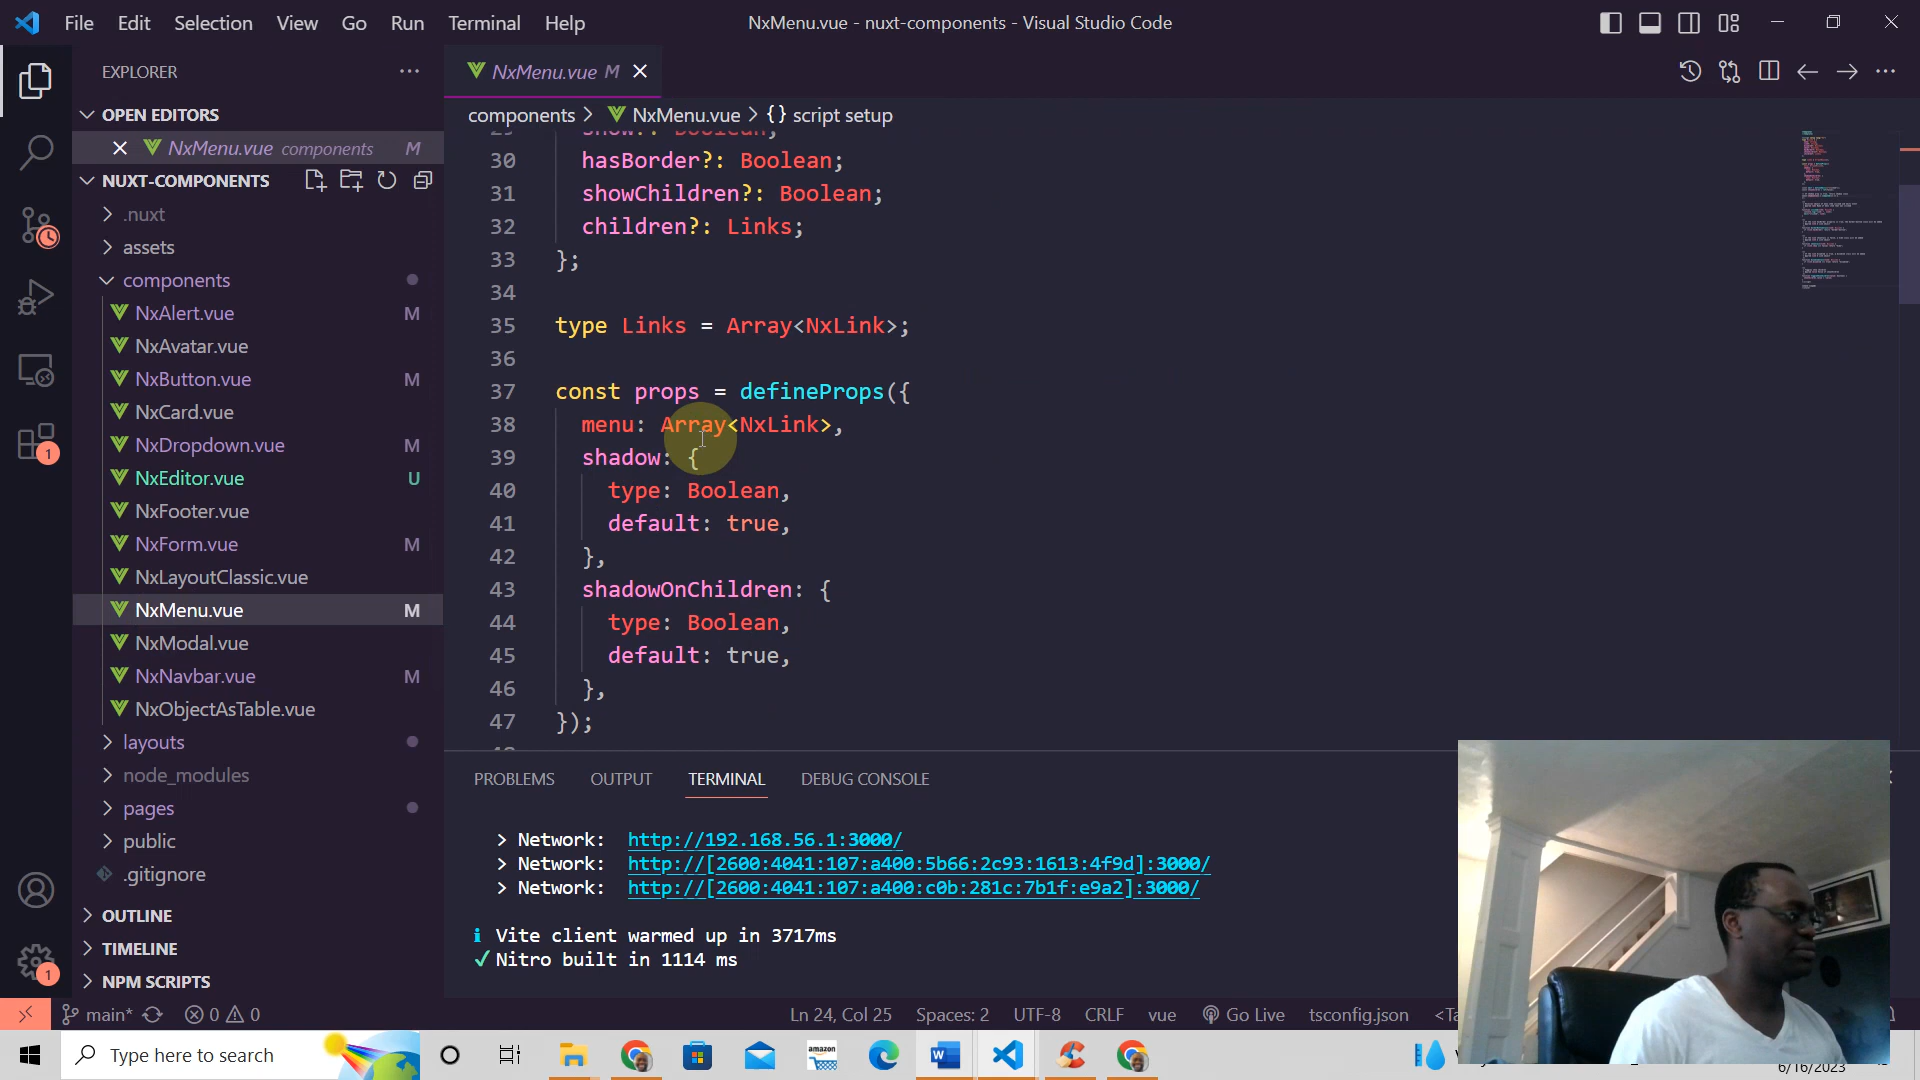 File Edit Selection View Go Run Terminal Help
NxMenu.vue - nuxt-components - Visual Studio Code
EXPLORER
OPEN EDITORS
NxMenu.vue components M
NUXT-COMPONENTS
.nuxt
assets
components
NxAlert.vue M
NxAvatar.vue
NxButton.vue M
NxCard.vue
NxDropdown.vue M
NxEditor.vue U
NxFooter.vue
NxForm.vue M
NxLayoutClassic.vue
NxMenu.vue M
NxModal.vue
NxNavbar.vue M
NxObjectAsTable.vue
layouts
node_modules
pages
public
.gitignore
OUTLINE
TIMELINE
NPM SCRIPTS
1
1
NxMenu.vue M
components > NxMenu.vue > {} script setup
29 show?: Boolean;
30 hasBorder?: Boolean;
31 showChildren?: Boolean;
32 children?: Links;
33 };
34
35 type Links = Array<NxLink>;
36
37 const props = defineProps({
38 menu: Array<NxLink>,
39 shadow: {
40 type: Boolean,
41 default: true,
42 },
43 shadowOnChildren: {
44 type: Boolean,
45 default: true,
46 },
47 });
PROBLEMS OUTPUT TERMINAL DEBUG CONSOLE
> Network: http://192.168.56.1:3000/
> Network: http://[2600:4041:107:a400:5b66:2c93:1613:4f9d]:3000/
> Network: http://[2600:4041:107:a400:c0b:281c:7b1f:e9a2]:3000/
ℹ Vite client warmed up in 3717ms
✓ Nitro built in 1114 ms
main* 0 0
Ln 24, Col 25 Spaces: 2 UTF-8 CRLF vue Go Live tsconfig.json
Type here to search
amazon
6/16/2023